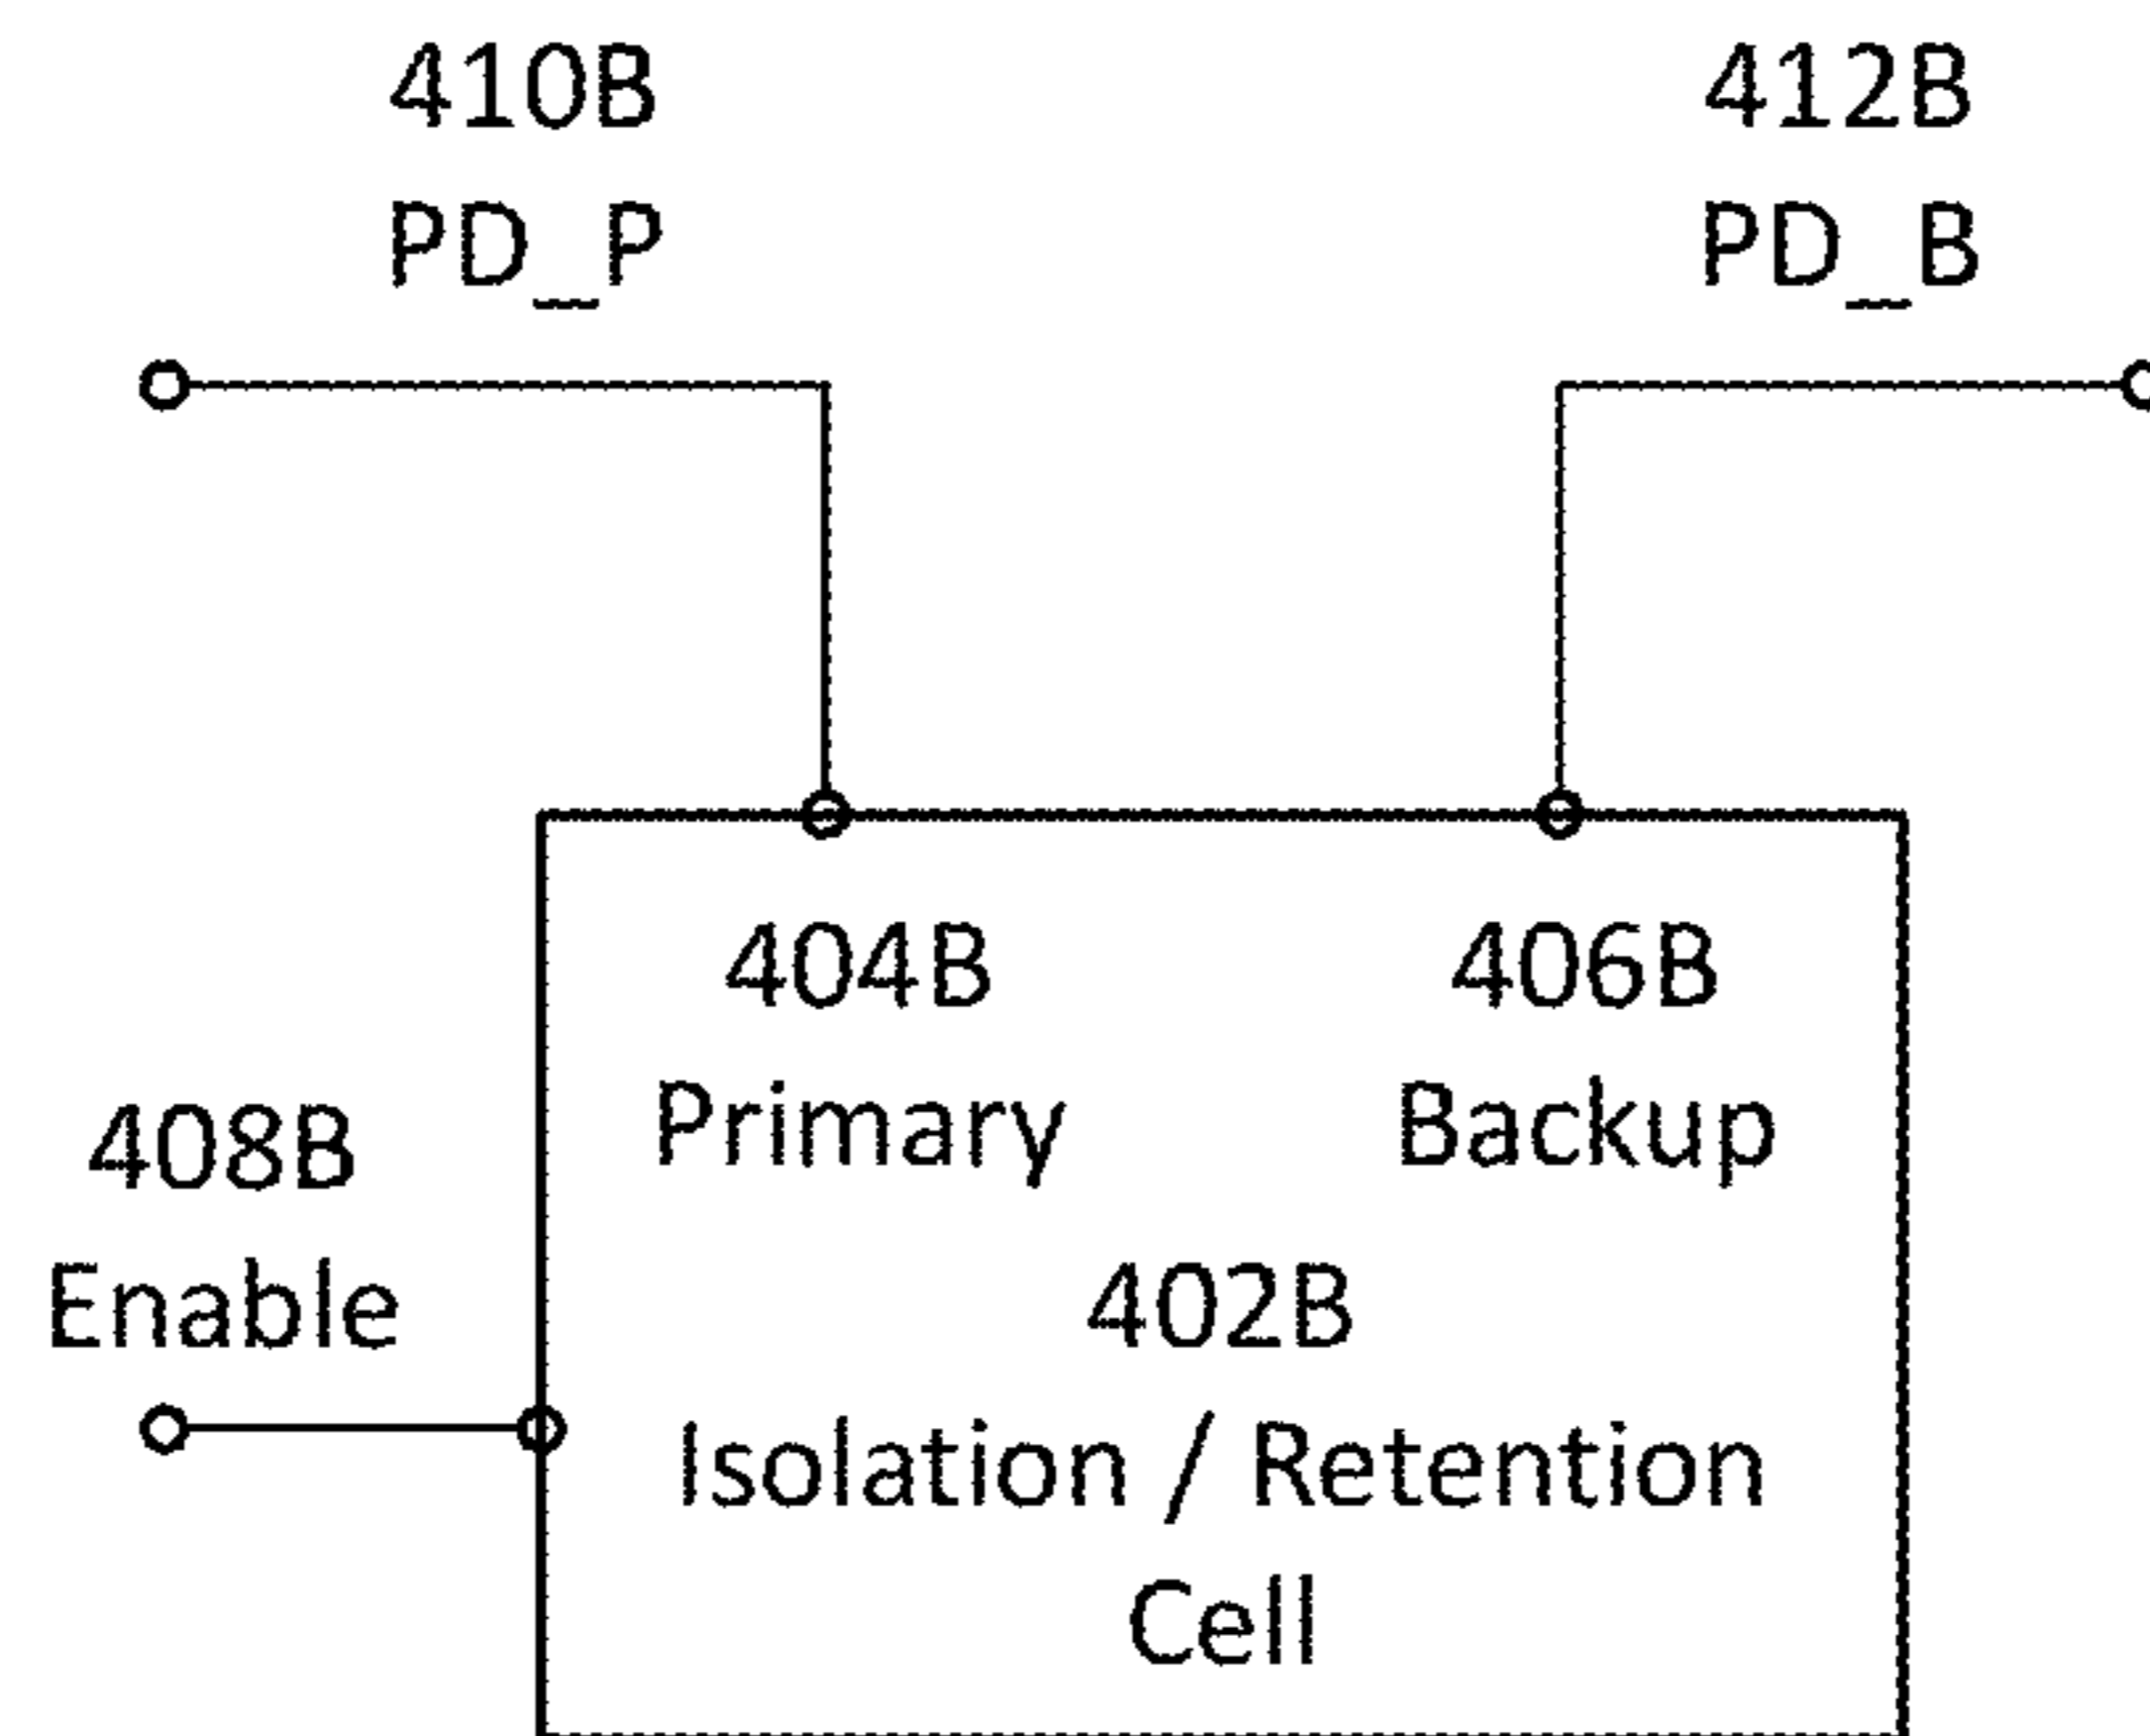 410B
PD_P
412B
PD_B
404B
Primary
406B
Backup
408B
Enable
402B
Isolation / Retention
Cell